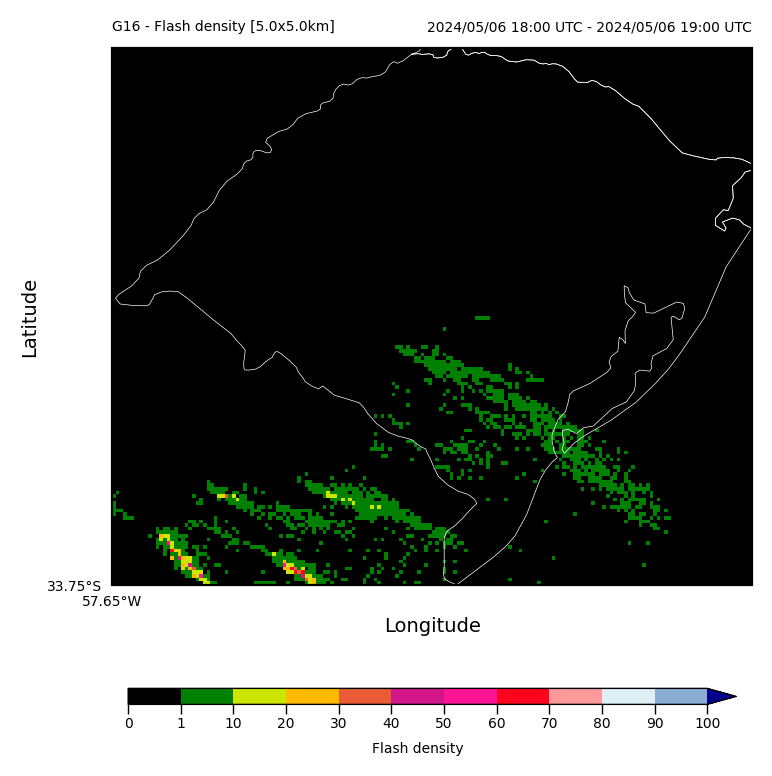 G16 - Flash density [5.0x5.0km] 2024/05/06 18:00 UTC - 2024/05/06 19:00 UTC
Latitude
33.75°S
57.65°W
Longitude
0 1 10 20 30 40 50 60 70 80 90 100
Flash density